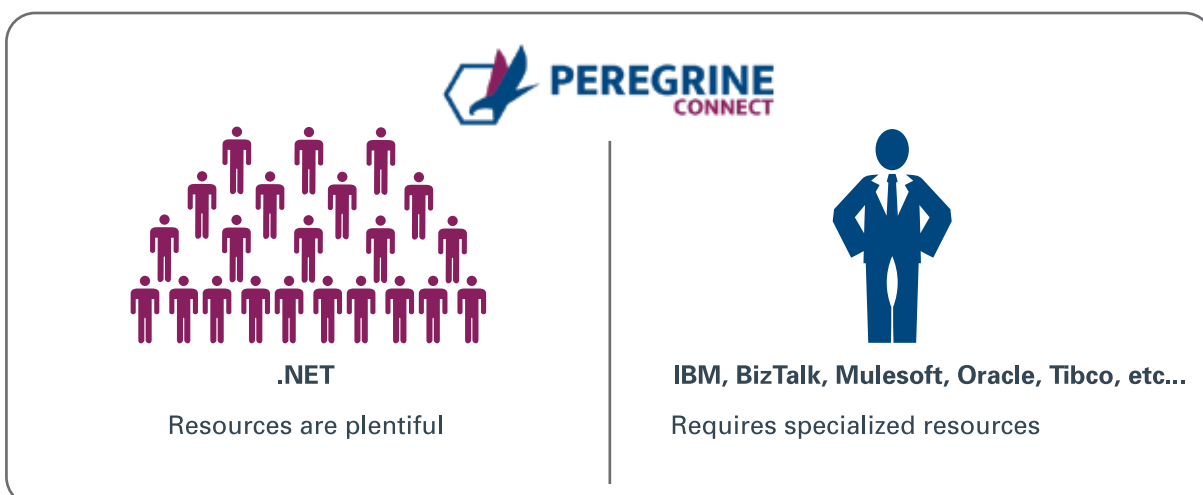 PEREGRINE
CONNECT
.NET
Resources are plentiful
IBM, BizTalk, Mulesoft, Oracle, Tibco, etc...
Requires specialized resources